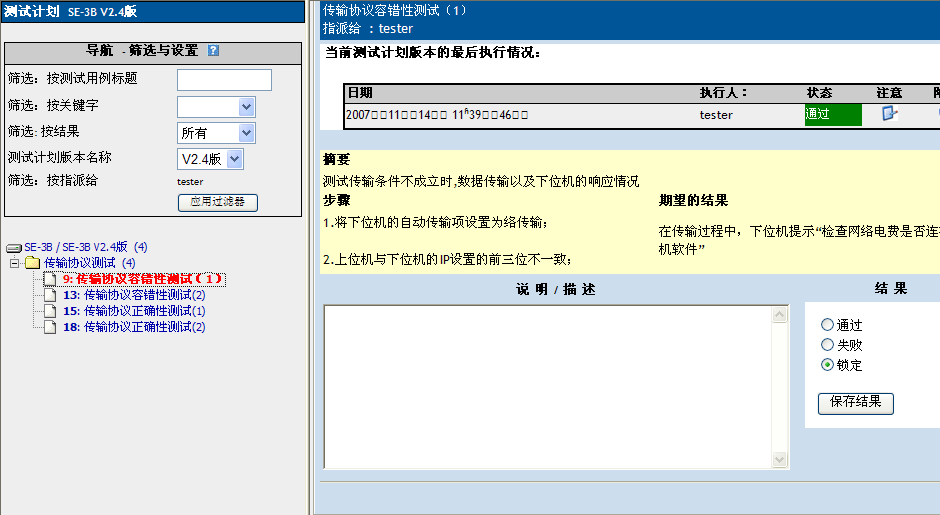 测试计划 SE-3B V2.4版
导航 - 筛选与设置 ?
筛选: 按测试用例标题
筛选: 按关键字
筛选: 按结果 所有
测试计划版本名称 V2.4版
筛选: 按指派给 tester
应用过滤器
SE-3B / SE-3B V2.4版 (4)
传输协议测试 (4)
9: 传输协议容错性测试(1)
13: 传输协议容错性测试(2)
15: 传输协议正确性测试(1)
18: 传输协议正确性测试(2)
传输协议容错性测试(1)
指派给 : tester
当前测试计划版本的最后执行情况:
日期 执行人: 状态 注意
tester 通过
摘要
测试传输条件不成立时,数据传输以及下位机的响应情况
步骤 期望的结果
1.将下位机的自动传输项设置为络传输;
2.上位机与下位机的IP设置的前三位不一致;
在传输过程中，下位机提示“检查网络电费是否连
机软件”
说 明 / 描 述 结 果
通过
失败
锁定
保存结果